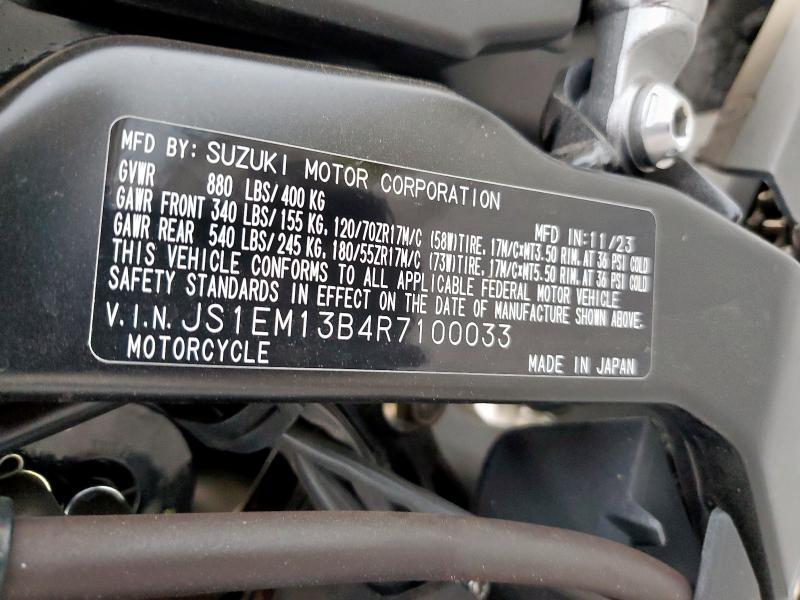 MFD BY: SUZUKI MOTOR CORPORATION
GVWR 880 LBS/400 KG MFD IN:11/23
GAWR FRONT 340 LBS/155 KG, 120/70ZR17M/C (58W)TIRE, 17M/C×MT3.50 RIM, AT 36 PSI COLD
GAWR REAR 540 LBS/245 KG, 180/55ZR17M/C (73W)TIRE, 17M/C×MT5.50 RIM, AT 36 PSI COLD
THIS VEHICLE CONFORMS TO ALL APPLICABLE FEDERAL MOTOR VEHICLE
SAFETY STANDARDS IN EFFECT ON THE DATE OF MANUFACTURE SHOWN ABOVE.
V.I.N. JS1EM13B4R7100033
MOTORCYCLE MADE IN JAPAN